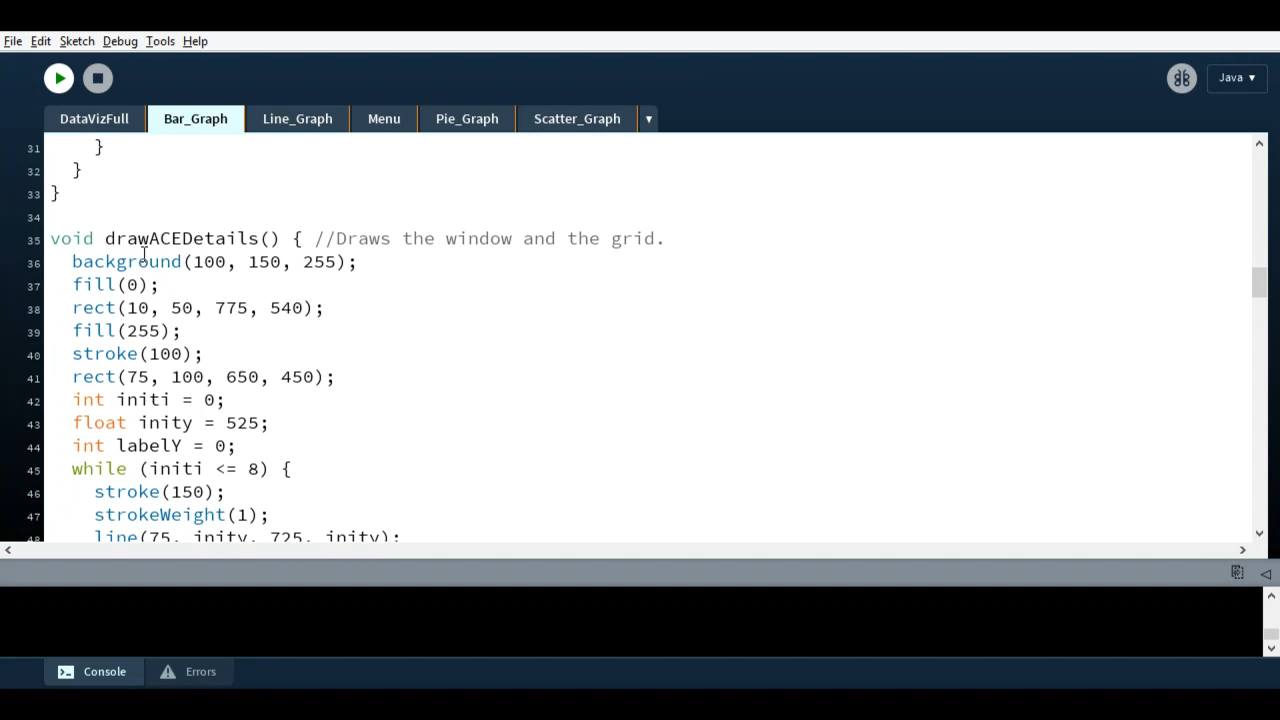 File Edit Sketch Debug Tools Help
Java ▾
DataVizFull Bar_Graph Line_Graph Menu Pie_Graph Scatter_Graph ▾
31 }
32 }
33 }
34
35 void drawACEDetails() { //Draws the window and the grid.
36 background(100, 150, 255);
37 fill(0);
38 rect(10, 50, 775, 540);
39 fill(255);
40 stroke(100);
41 rect(75, 100, 650, 450);
42 int initi = 0;
43 float inity = 525;
44 int labelY = 0;
45 while (initi <= 8) {
46 stroke(150);
47 strokeWeight(1);
48 line(75, inity, 725, inity);
Console Errors